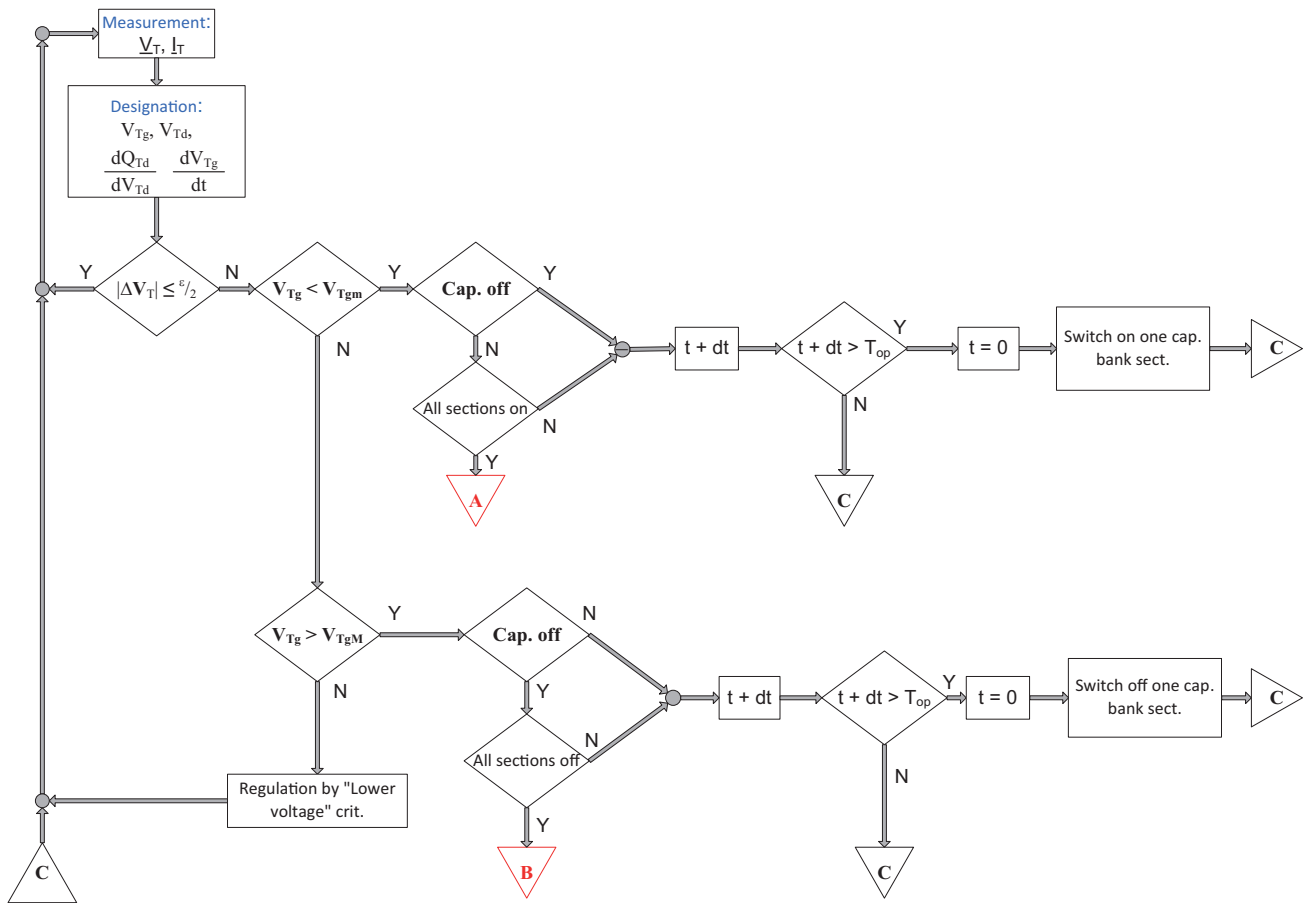 Measurement:
V_T, I_T
Designation:
V_Tg, V_Td,
dQ_Td dV_Tg
dV_Td dt
|ΔV_T| ≤ ε/2
Y
N
V_Tg < V_Tgm
Y
N
Cap. off
Y
N
All sections on
N
Y
A
t + dt
t + dt > T_op
Y
N
C
t = 0
Switch on one cap.
bank sect.
C
V_Tg > V_TgM
Y
N
Cap. off
N
Y
All sections off
N
Y
B
t + dt
t + dt > T_op
Y
N
C
t = 0
Switch off one cap.
bank sect.
C
Regulation by "Lower
voltage" crit.
C